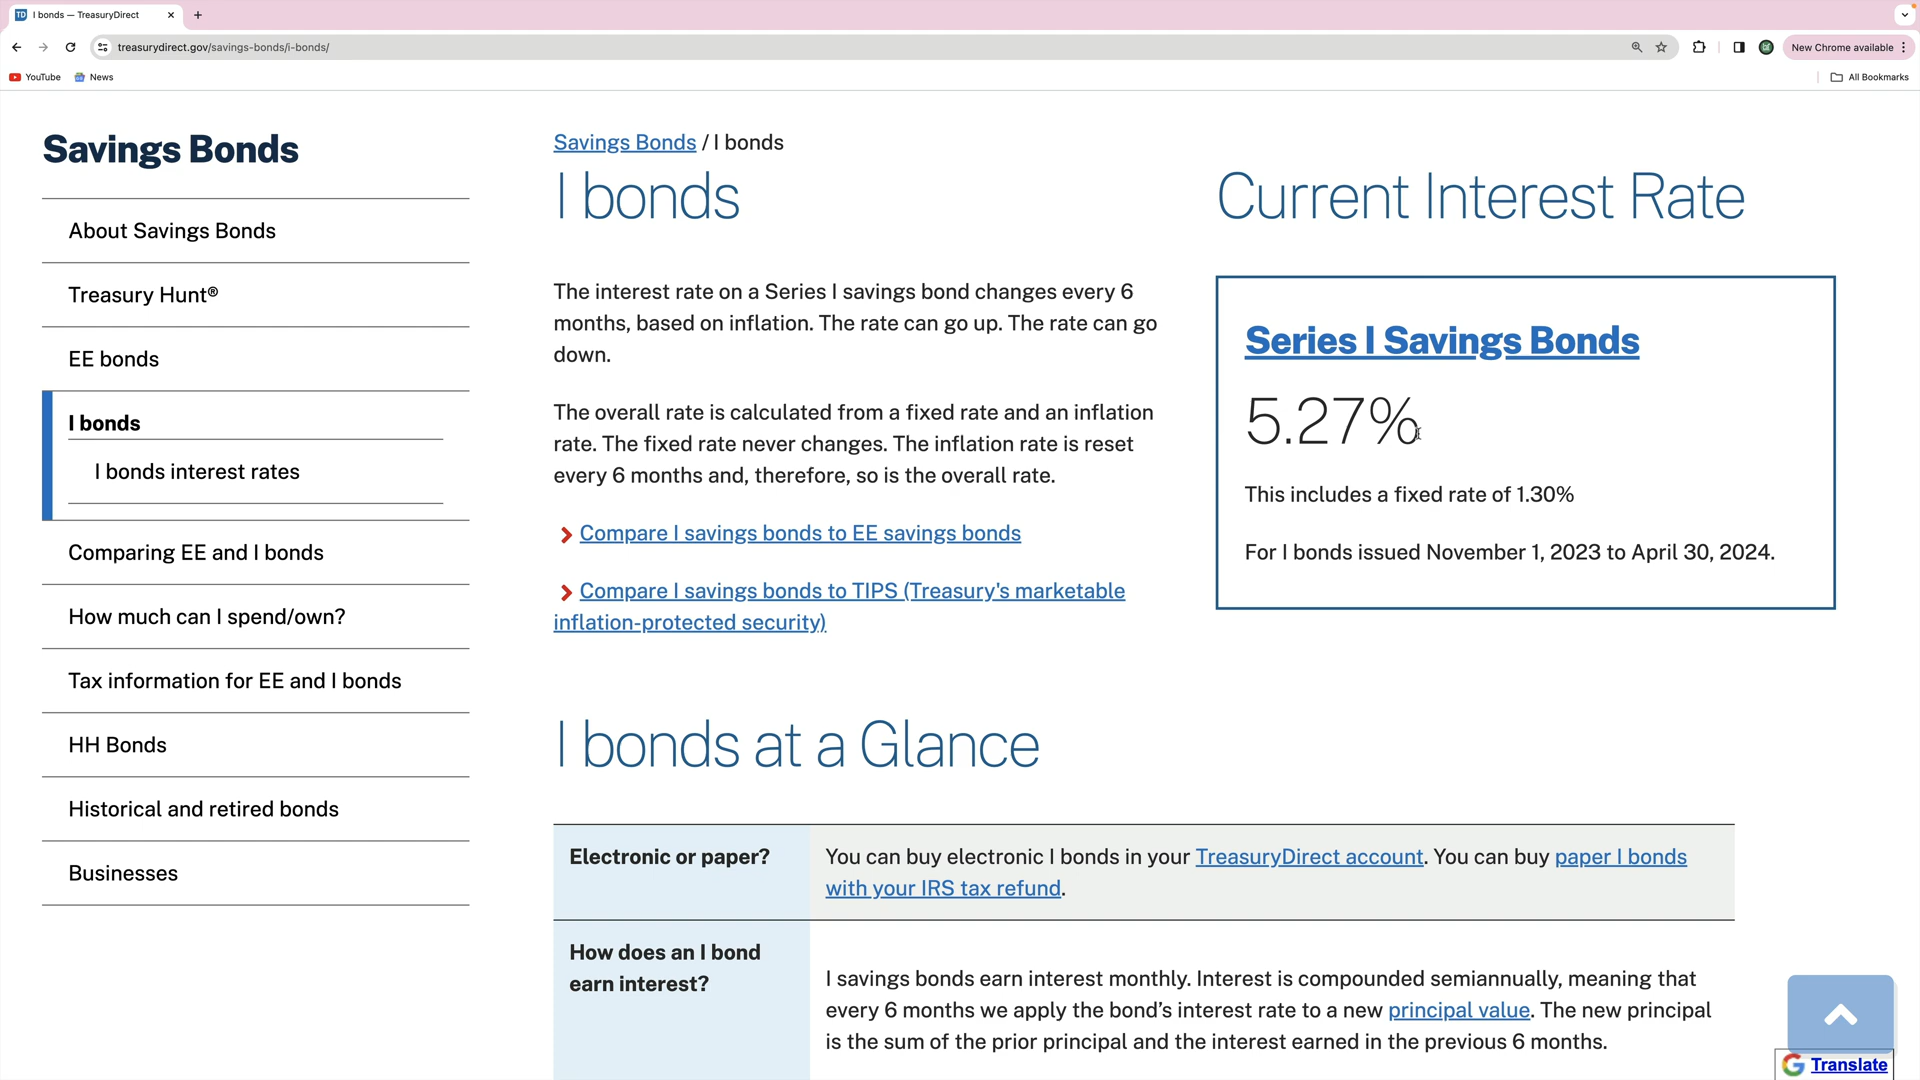 I bonds — TreasuryDirect
treasurydirect.gov/savings-bonds/i-bonds/
New Chrome available
YouTube
News
All Bookmarks
Savings Bonds
About Savings Bonds
Treasury Hunt®
EE bonds
I bonds
I bonds interest rates
Comparing EE and I bonds
How much can I spend/own?
Tax information for EE and I bonds
HH Bonds
Historical and retired bonds
Businesses
Savings Bonds / I bonds
I bonds
The interest rate on a Series I savings bond changes every 6
months, based on inflation. The rate can go up. The rate can go
down.
The overall rate is calculated from a fixed rate and an inflation
rate. The fixed rate never changes. The inflation rate is reset
every 6 months and, therefore, so is the overall rate.
Compare I savings bonds to EE savings bonds
Compare I savings bonds to TIPS (Treasury's marketable
inflation-protected security)
Current Interest Rate
Series I Savings Bonds
5.27%
This includes a fixed rate of 1.30%
For I bonds issued November 1, 2023 to April 30, 2024.
I bonds at a Glance
Electronic or paper?
You can buy electronic I bonds in your TreasuryDirect account. You can buy paper I bonds
with your IRS tax refund.
How does an I bond
earn interest?
I savings bonds earn interest monthly. Interest is compounded semiannually, meaning that
every 6 months we apply the bond’s interest rate to a new principal value. The new principal
is the sum of the prior principal and the interest earned in the previous 6 months.
Translate